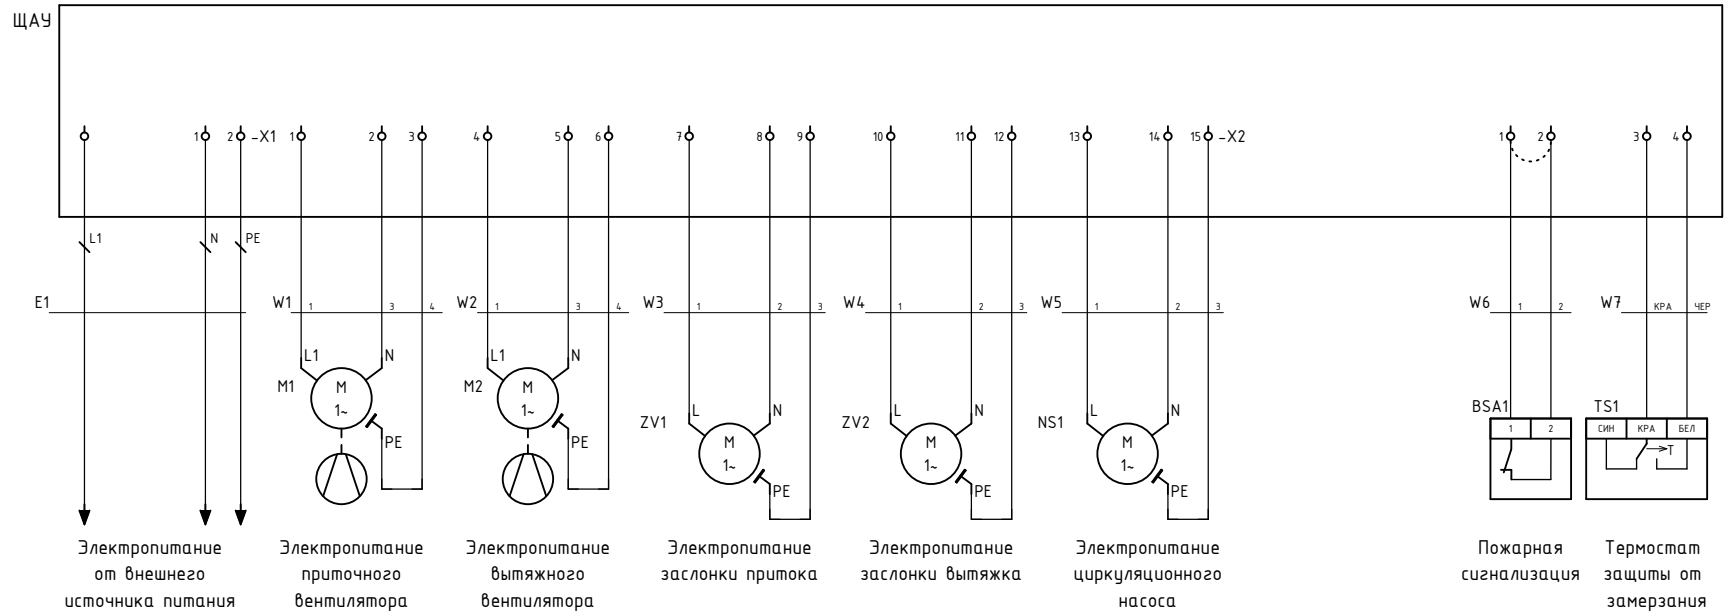 ЩАУ
1 2 -X1 1 2 3 4 5 6 7 8 9 10 11 12 13 14 15 -X2 1 2 3 4
L1 N PE
E1 W1 1 3 4 W2 1 3 4 W3 1 2 3 W4 1 2 3 W5 1 2 3 W6 1 2 W7 КРА ЧЕР
L1 N L1 N
M1 M 1~ M2 M 1~
L N L N L N BSA1 TS1
ZV1 M 1~ ZV2 M 1~ NS1 M 1~ 1 2 СИН КРА БЕЛ
PE PE T
PE PE PE
Электропитание
от внешнего
источника питания
Электропитание
приточного
вентилятора
Электропитание
вытяжного
вентилятора
Электропитание
заслонки притока
Электропитание
заслонки вытяжка
Электропитание
циркуляционного
насоса
Пожарная
сигнализация
Термостат
защиты от
замерзания